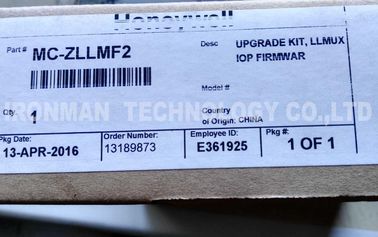 Honeywell
Part # MC-ZLLMF2
Desc UPGRADE KIT, LLMUX
IOP FIRMWAR
Model #
Qty.
1
Country
of Origin: CHINA
IRONMAN TECHNOLOGY CO.,LTD
Pkg Date:
13-APR-2016
Order Number:
13189873
Employee ID:
E361925
Pkg #:
1 OF 1